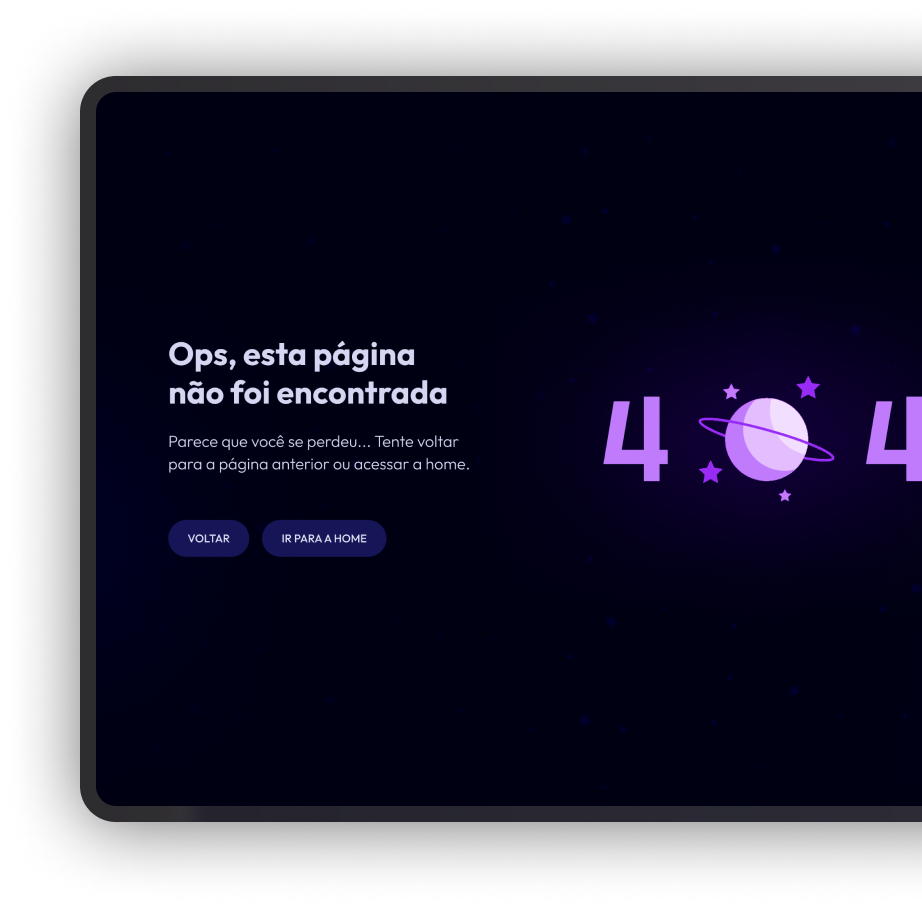 Ops, esta página
não foi encontrada
Parece que você se perdeu... Tente voltar
para a página anterior ou acessar a home.
VOLTAR
IR PARA A HOME
4 4